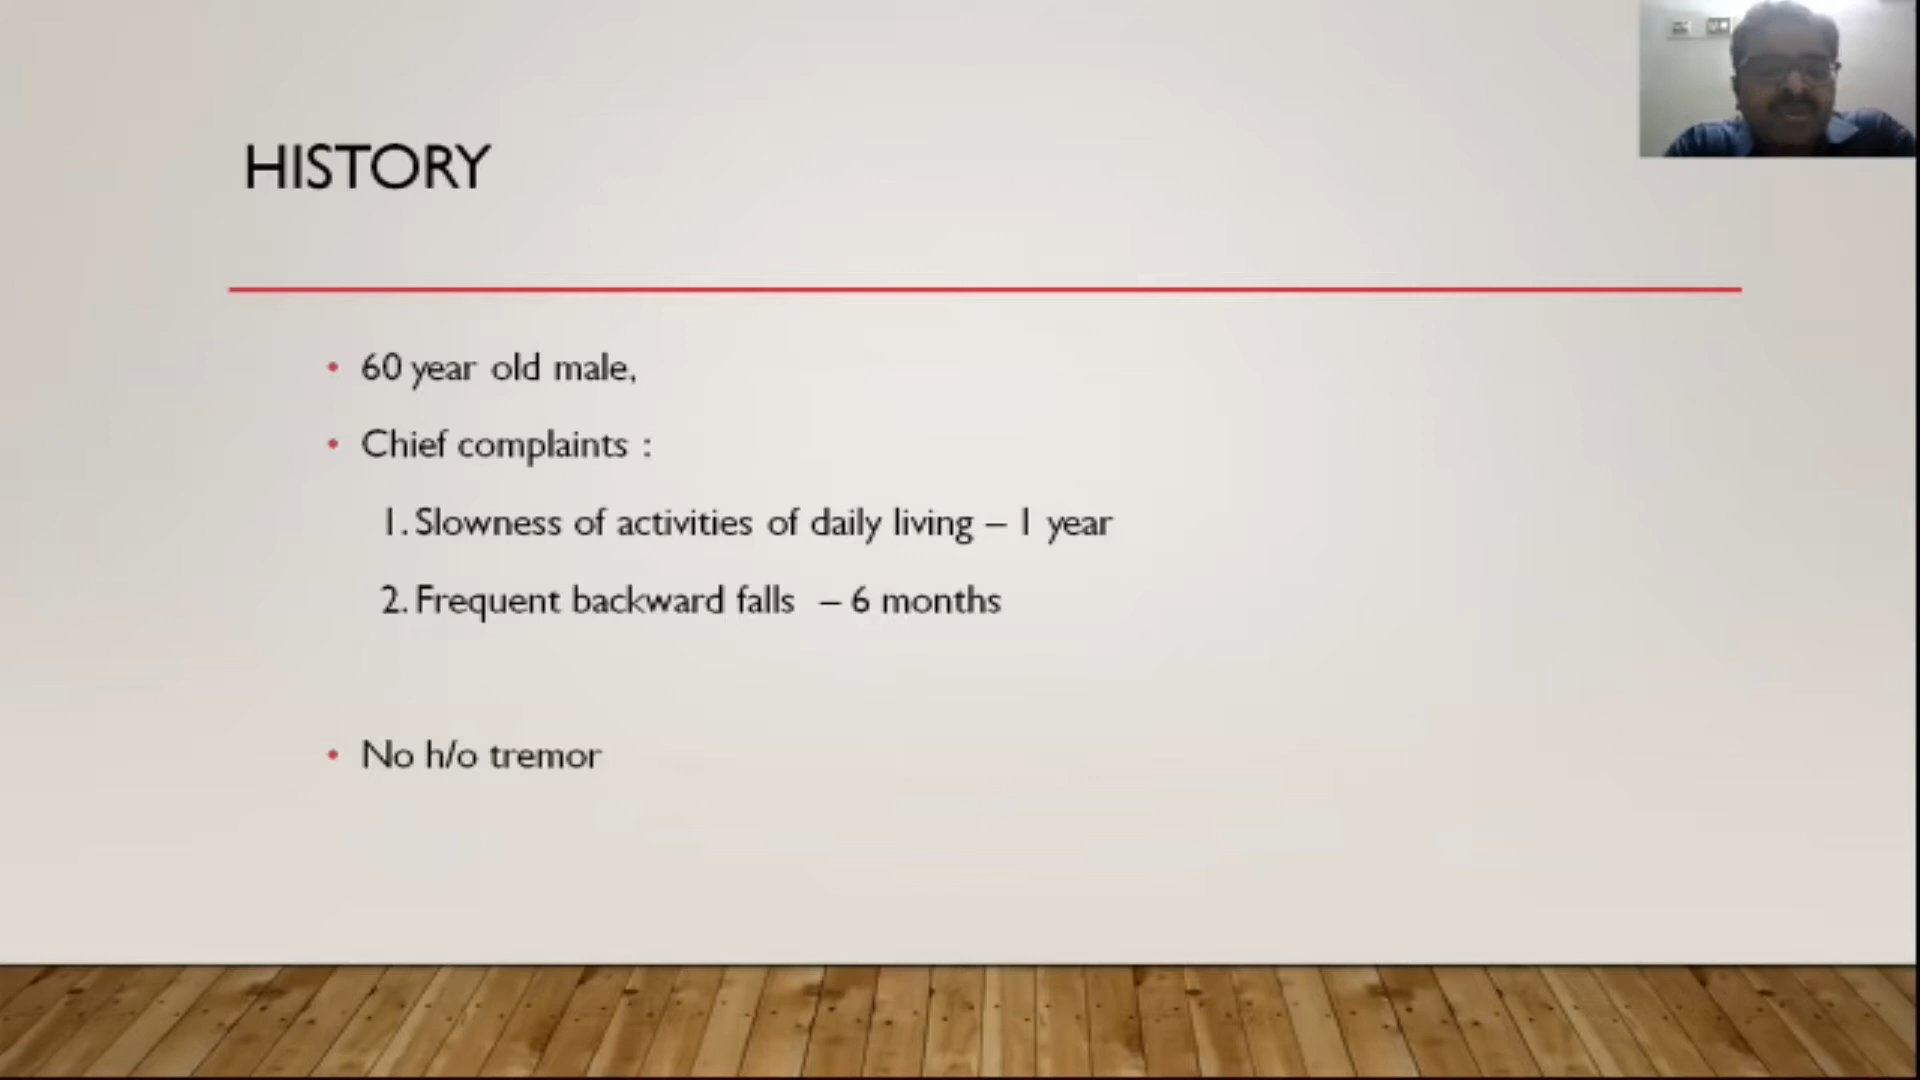 HISTORY
• 60 year old male,
• Chief complaints :
1. Slowness of activities of daily living – 1 year
2. Frequent backward falls – 6 months
• No h/o tremor